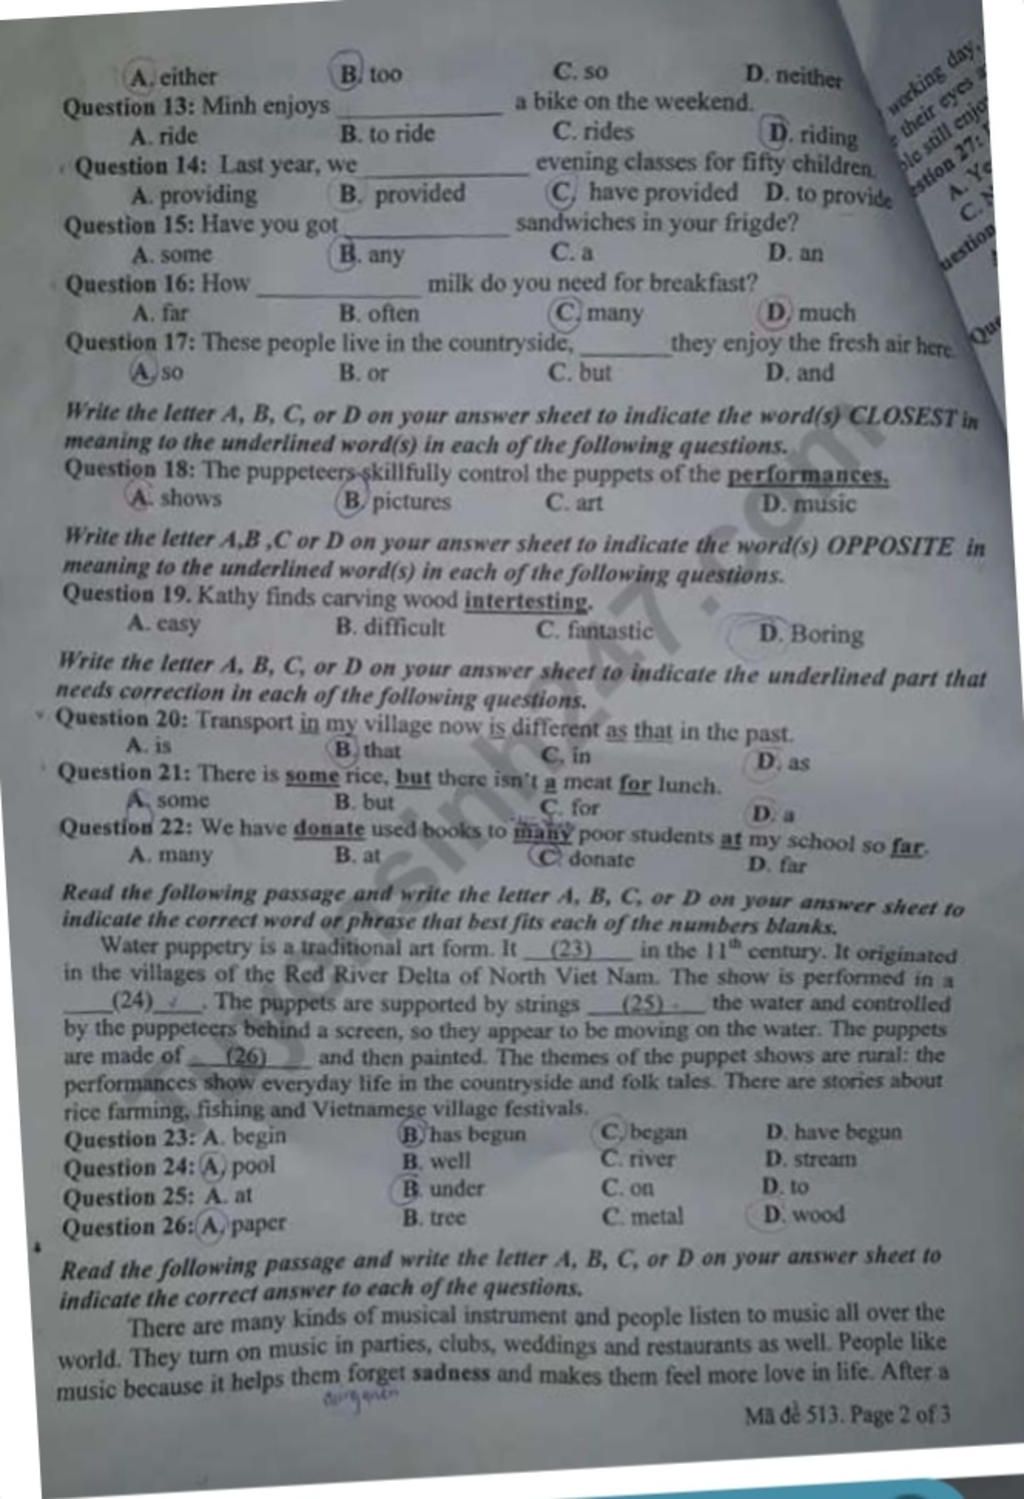 A. either B. too C. so D. neither
Question 13: Minh enjoys ____________ a bike on the weekend.
A. ride B. to ride C. rides D. riding
Question 14: Last year, we ____________ evening classes for fifty children.
A. providing B. provided C. have provided D. to provide
Question 15: Have you got ____________ sandwiches in your frigde?
A. some B. any C. a D. an
Question 16: How ____________ milk do you need for breakfast?
A. far B. often C. many D. much
Question 17: These people live in the countryside, _______they enjoy the fresh air here.
A. so B. or C. but D. and
Write the letter A, B, C, or D on your answer sheet to indicate the word(s) CLOSEST in
meaning to the underlined word(s) in each of the following questions.
Question 18: The puppeteers skillfully control the puppets of the performances.
A. shows B. pictures C. art D. music
Write the letter A,B ,C or D on your answer sheet to indicate the word(s) OPPOSITE in
meaning to the underlined word(s) in each of the following questions.
Question 19. Kathy finds carving wood intertesting.
A. easy B. difficult C. fantastic D. Boring
Write the letter A, B, C, or D on your answer sheet to indicate the underlined part that
needs correction in each of the following questions.
Question 20: Transport in my village now is different as that in the past.
A. is B. that C. in D. as
Question 21: There is some rice, but there isn't a meat for lunch.
A. some B. but C. for D. a
Question 22: We have donate used books to many poor students at my school so far.
A. many B. at C. donate D. far
Read the following passage and write the letter A, B, C, or D on your answer sheet to
indicate the correct word or phrase that best fits each of the numbers blanks.
Water puppetry is a traditional art form. It __(23)___ in the 11th century. It originated
in the villages of the Red River Delta of North Viet Nam. The show is performed in a
____(24)____. The puppets are supported by strings ___(25)___ the water and controlled
by the puppeteers behind a screen, so they appear to be moving on the water. The puppets
are made of ___(26)___ and then painted. The themes of the puppet shows are rural: the
performances show everyday life in the countryside and folk tales. There are stories about
rice farming, fishing and Vietnamese village festivals.
Question 23: A. begin B. has begun C. began D. have begun
Question 24: A. pool B. well C. river D. stream
Question 25: A. at B. under C. on D. to
Question 26: A. paper B. tree C. metal D. wood
Read the following passage and write the letter A, B, C, or D on your answer sheet to
indicate the correct answer to each of the questions.
There are many kinds of musical instrument and people listen to music all over the
world. They turn on music in parties, clubs, weddings and restaurants as well. People like
music because it helps them forget sadness and makes them feel more love in life. After a
Mã đề 513. Page 2 of 3
working day,
their eyes a
still enjo
stion 27:
A. Ye
C. N
uestion
Que